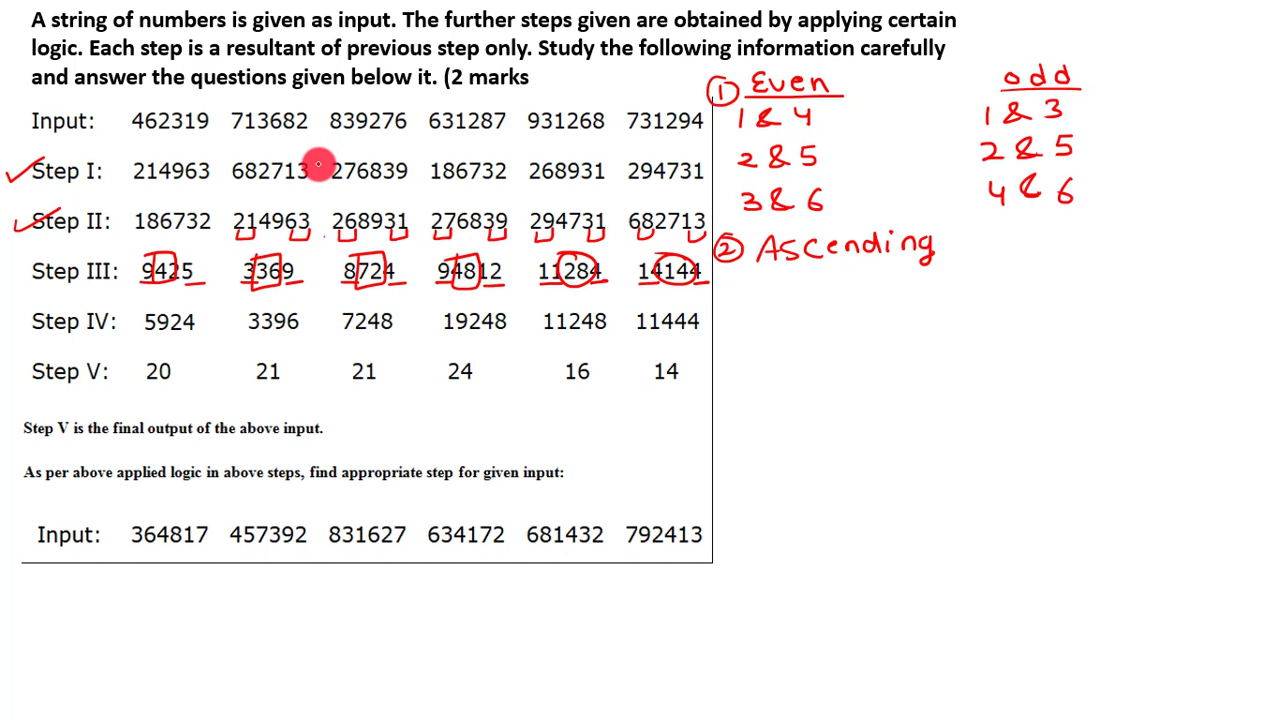 A string of numbers is given as input. The further steps given are obtained by applying certain
logic. Each step is a resultant of previous step only. Study the following information carefully
and answer the questions given below it. (2 marks
Input: 462319 713682 839276 631287 931268 731294
Step I: 214963 682713 276839 186732 268931 294731
Step II: 186732 214963 268931 276839 294731 682713
Step III: 9425 3369 8724 94812 11284 14144
Step IV: 5924 3396 7248 19248 11248 11444
Step V: 20 21 21 24 16 14
Step V is the final output of the above input.
As per above applied logic in above steps, find appropriate step for given input:
Input: 364817 457392 831627 634172 681432 792413
① Even
1 & 4
2 & 5
3 & 6
② Ascending
odd
1 & 3
2 & 5
4 & 6